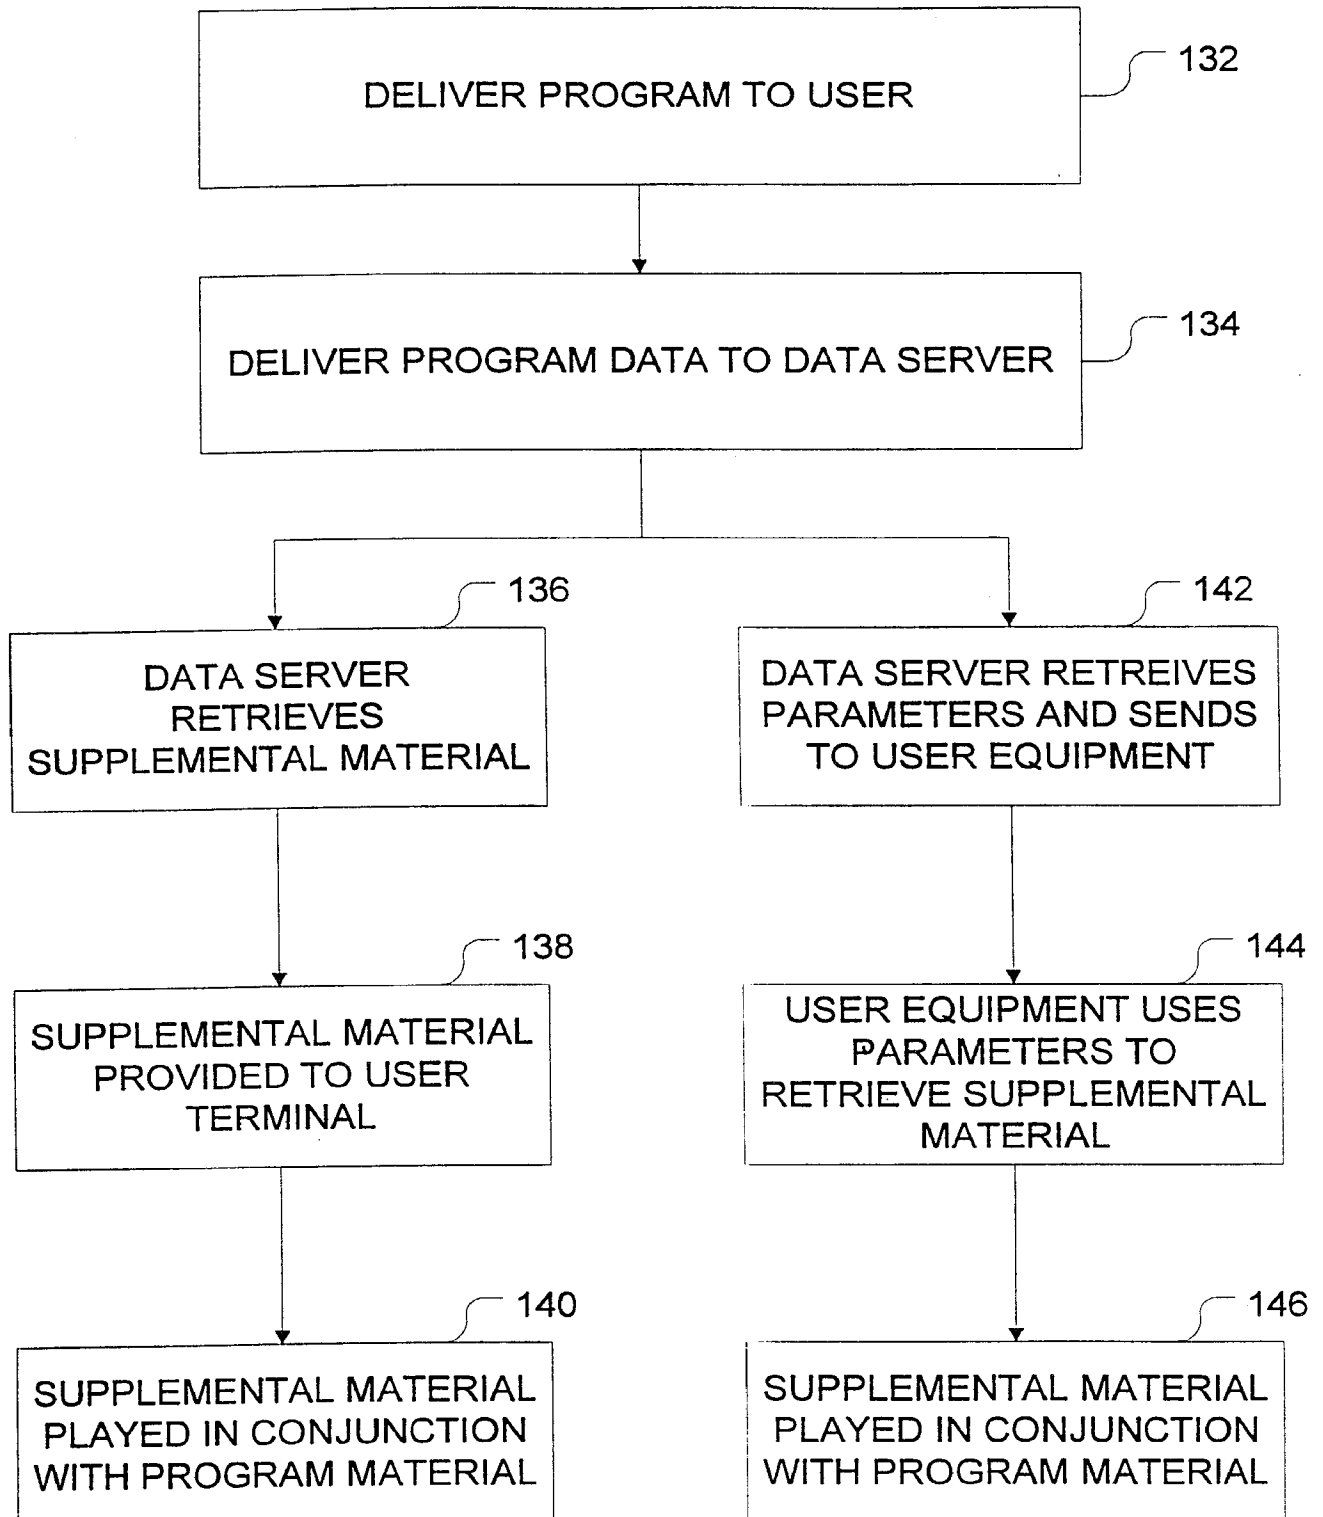 132
DELIVER PROGRAM TO USER
134
DELIVER PROGRAM DATA TO DATA SERVER
136
DATA SERVER
RETRIEVES
SUPPLEMENTAL MATERIAL
142
DATA SERVER RETREIVES
PARAMETERS AND SENDS
TO USER EQUIPMENT
138
SUPPLEMENTAL MATERIAL
PROVIDED TO USER
TERMINAL
144
USER EQUIPMENT USES
PARAMETERS TO
RETRIEVE SUPPLEMENTAL
MATERIAL
140
SUPPLEMENTAL MATERIAL
PLAYED IN CONJUNCTION
WITH PROGRAM MATERIAL
146
SUPPLEMENTAL MATERIAL
PLAYED IN CONJUNCTION
WITH PROGRAM MATERIAL